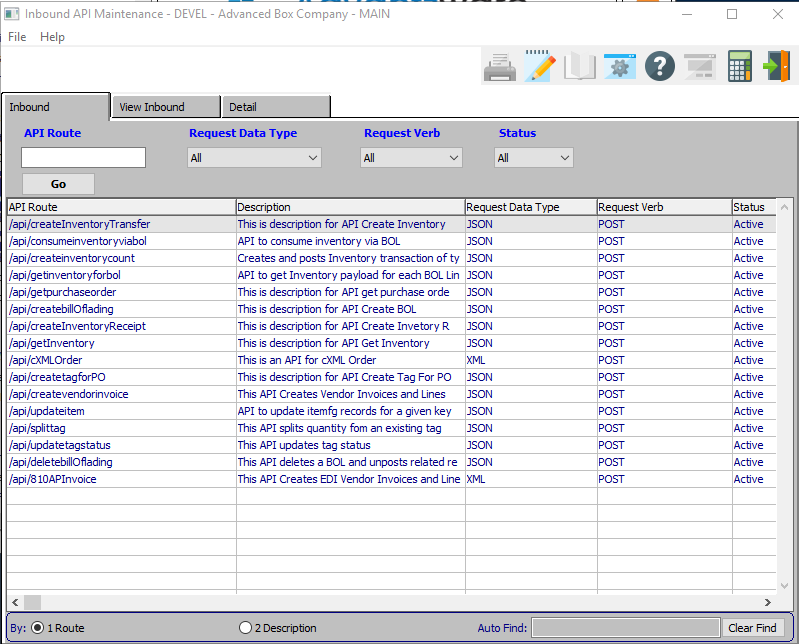 Inbound API Maintenance - DEVEL - Advanced Box Company - MAIN
File Help
Inbound View Inbound Detail
API Route Request Data Type Request Verb Status
All All All
Go
API Route Description Request Data Type Request Verb Status
/api/createInventoryTransfer This is description for API Create Inventory JSON POST Active
/api/consumeinventoryviabol API to consume inventory via BOL JSON POST Active
/api/createinventorycount Creates and posts Inventory transaction of ty JSON POST Active
/api/getinventoryforbol API to get Inventory payload for each BOL Lin JSON POST Active
/api/getpurchaseorder This is description for API get purchase orde JSON POST Active
/api/createbillOflading This is description for API Create BOL JSON POST Active
/api/createInventoryReceipt This is description for API Create Invetory R JSON POST Active
/api/getInventory This is description for API Get Inventory JSON POST Active
/api/cXMLOrder This is an API for cXML Order XML POST Active
/api/createtagforPO This is description for API Create Tag For PO JSON POST Active
/api/createvendorinvoice This API Creates Vendor Invoices and Lines JSON POST Active
/api/updateitem API to update itemfg records for a given key JSON POST Active
/api/splittag This API splits quantity fom an existing tag JSON POST Active
/api/updatetagstatus This API updates tag status JSON POST Active
/api/deletebillOflading This API deletes a BOL and unposts related re JSON POST Active
/api/810APInvoice This API Creates EDI Vendor Invoices and Line XML POST Active
By: 1 Route 2 Description Auto Find: Clear Find